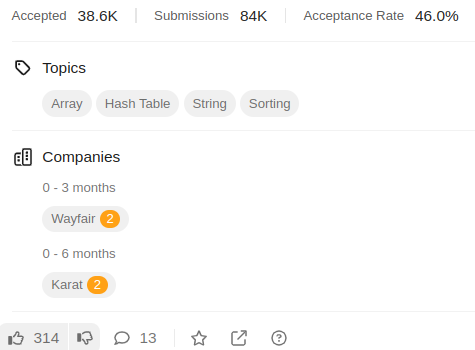 Accepted 38.6K Submissions 84K Acceptance Rate 46.0%
Topics
Array Hash Table String Sorting
Companies
0 - 3 months
Wayfair 2
0 - 6 months
Karat 2
314 13